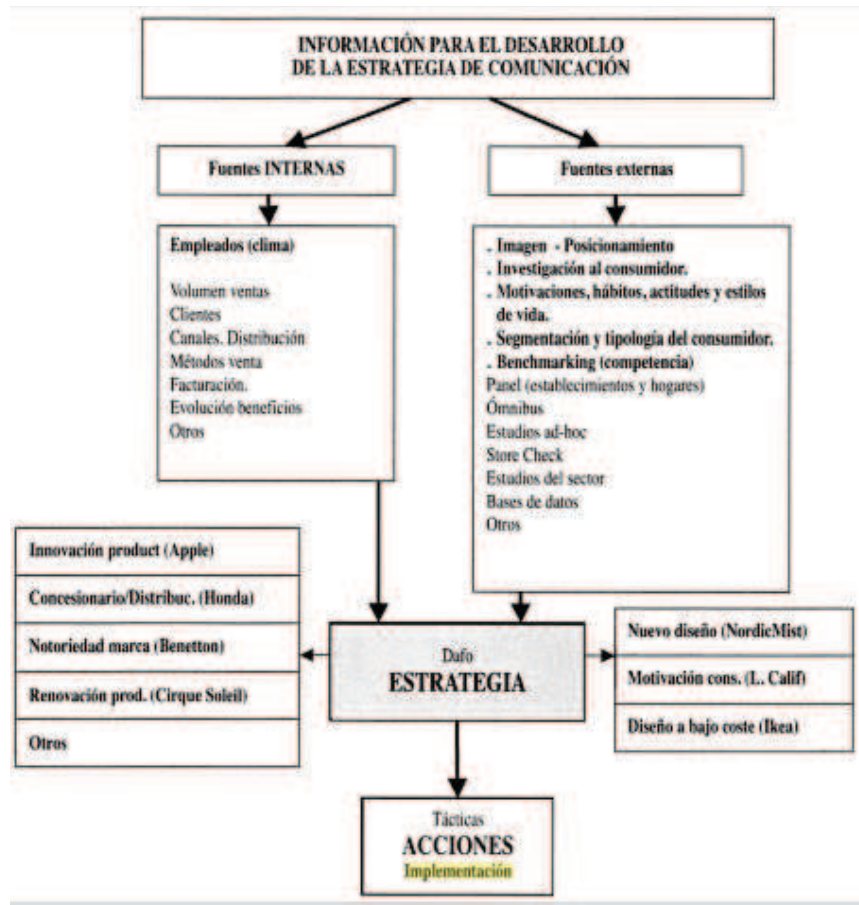 INFORMACIÓN PARA EL DESARROLLO
DE LA ESTRATEGIA DE COMUNICACIÓN
Fuentes INTERNAS
Fuentes externas
Empleados (clima)
Volumen ventas
Clientes
Canales. Distribución
Métodos venta
Facturación.
Evolución beneficios
Otros
. Imagen - Posicionamiento
. Investigación al consumidor.
. Motivaciones, hábitos, actitudes y estilos
de vida.
. Segmentación y tipología del consumidor.
. Benchmarking (competencia)
Panel (establecimientos y hogares)
Ómnibus
Estudios ad-hoc
Store Check
Estudios del sector
Bases de datos
Otros
Innovación product (Apple)
Concesionario/Distribuc. (Honda)
Notoriedad marca (Benetton)
Renovación prod. (Cirque Soleil)
Otros
Dafo
ESTRATEGIA
Nuevo diseño (NordicMist)
Motivación cons. (L. Calif)
Diseño a bajo coste (Ikea)
Tácticas
ACCIONES
Implementación